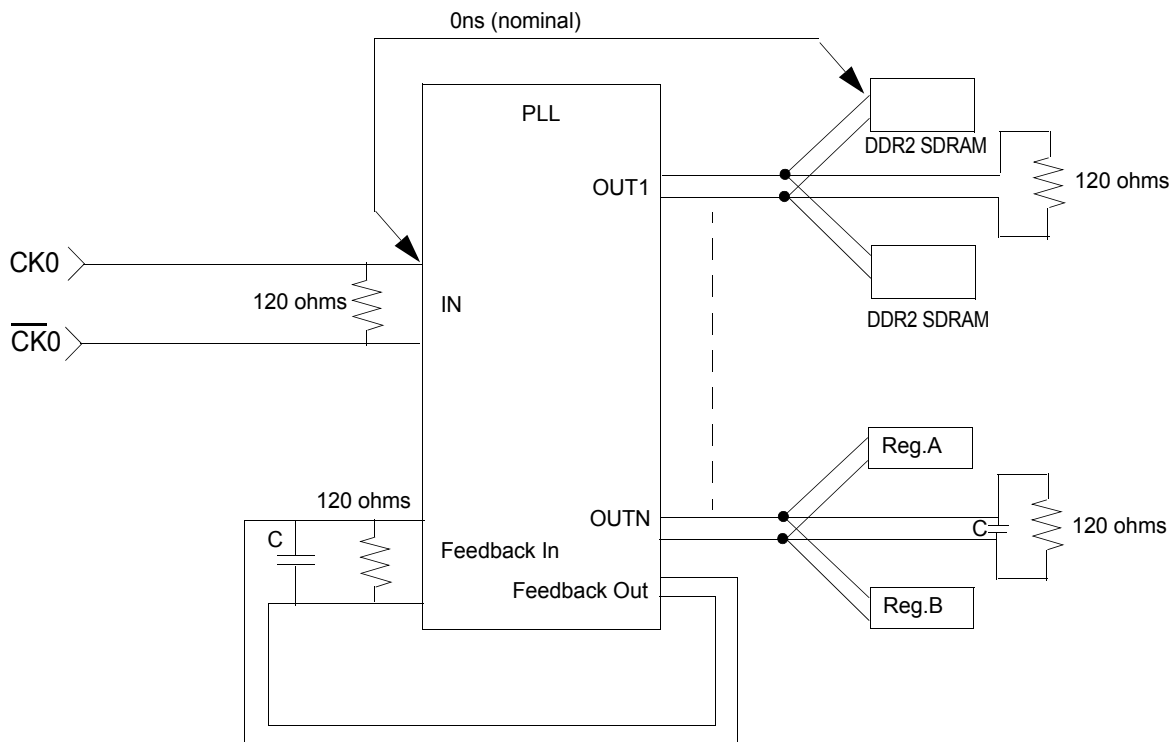 0ns (nominal)
PLL
DDR2 SDRAM
OUT1
120 ohms
CK0
120 ohms
IN
C̅K̅0̅
DDR2 SDRAM
Reg.A
120 ohms
OUTN
C
120 ohms
C
Feedback In
Feedback Out
Reg.B